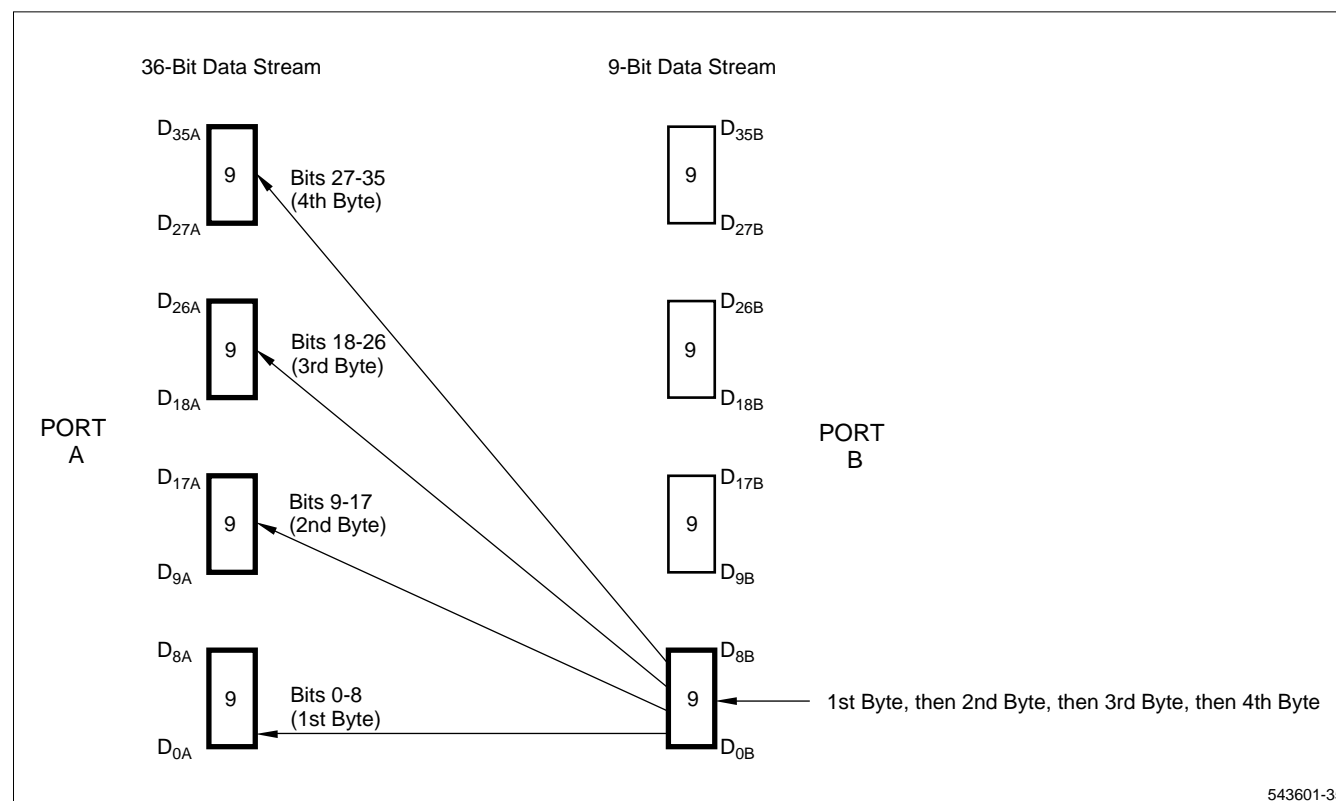 36-Bit Data Stream
9-Bit Data Stream
D35A
9
D27A
Bits 27-35
(4th Byte)
D35B
9
D27B
D26A
9
D18A
Bits 18-26
(3rd Byte)
D26B
9
D18B
PORT
A
PORT
B
D17A
9
D9A
Bits 9-17
(2nd Byte)
D17B
9
D9B
D8A
9
D0A
Bits 0-8
(1st Byte)
D8B
9
D0B
1st Byte, then 2nd Byte, then 3rd Byte, then 4th Byte